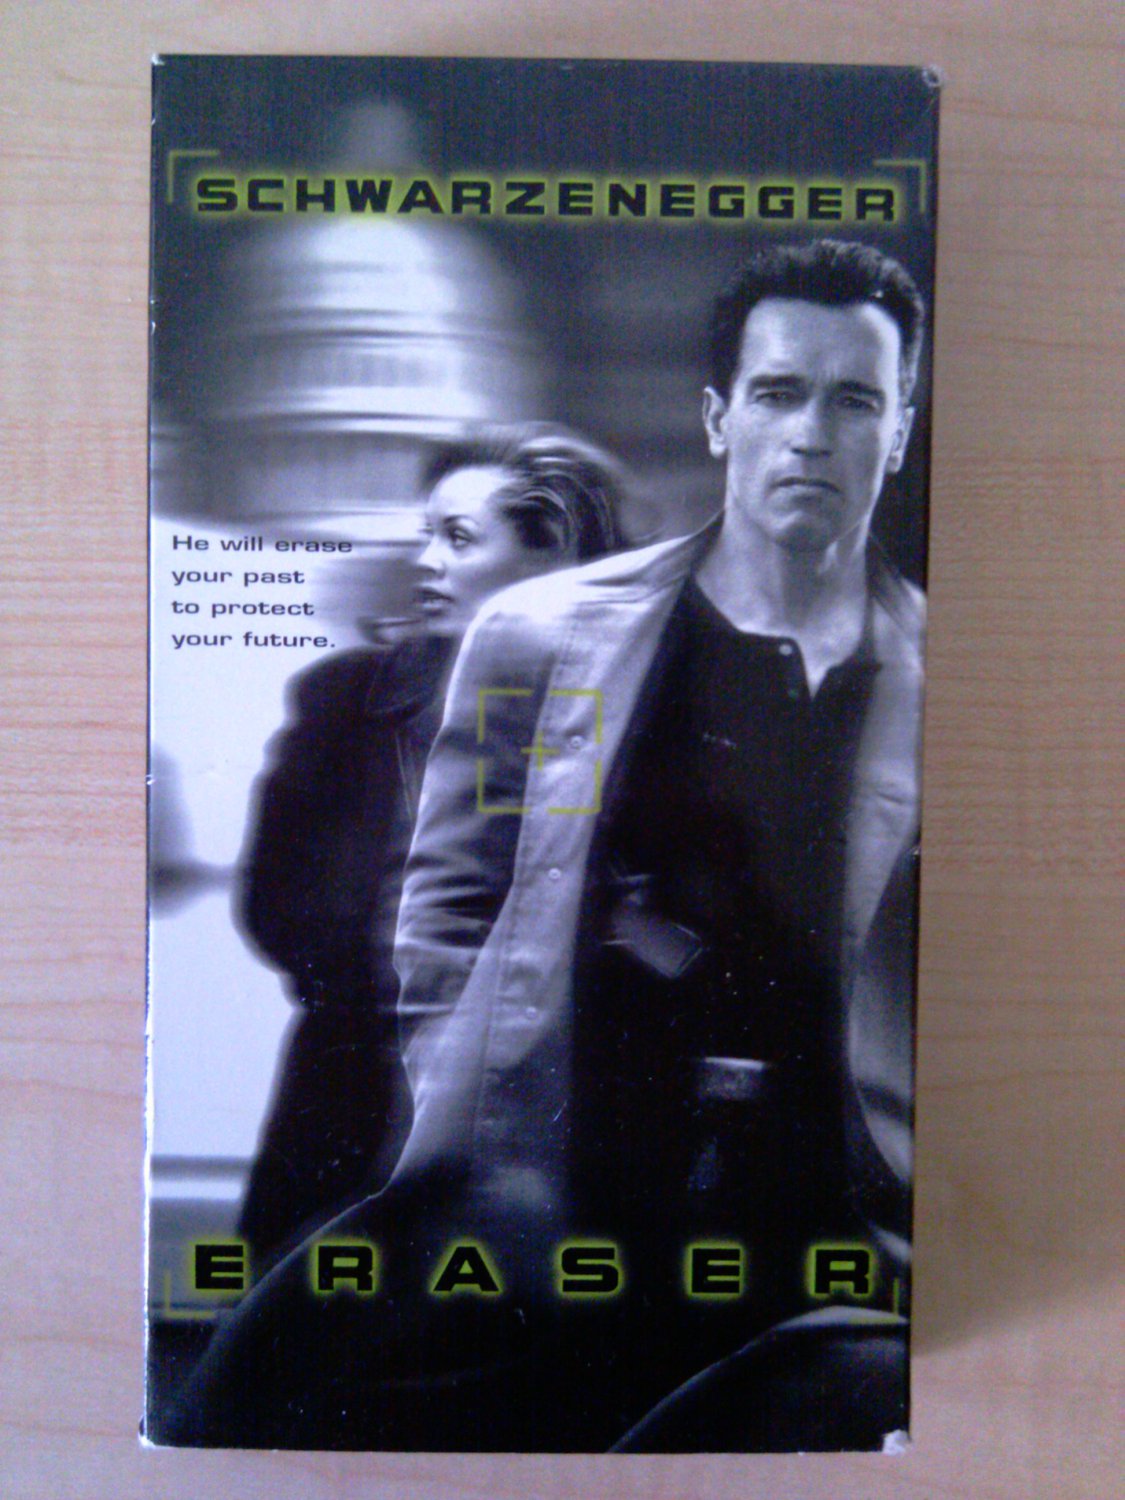 SCHWARZENEGGER
He will erase
your past
to protect
your future.
ERASER